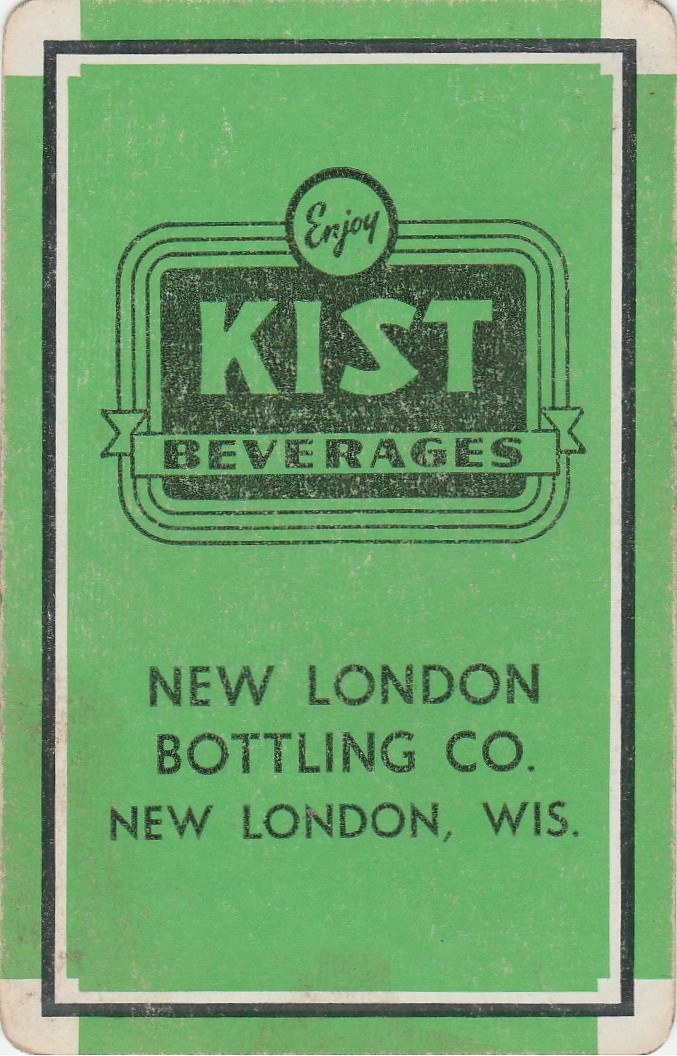 Enjoy
KIST
BEVERAGES
NEW LONDON
BOTTLING CO.
NEW LONDON, WIS.